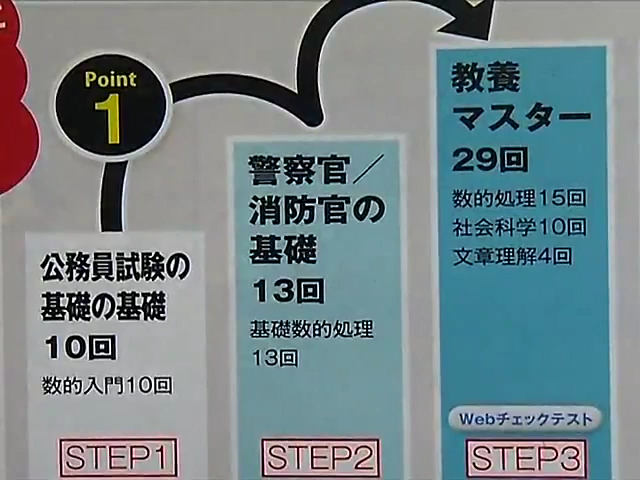 Point
1
公務員試験の
基礎の基礎
10回
数的入門10回
STEP1
警察官／
消防官の
基礎
13回
基礎数的処理
13回
STEP2
教養
マスター
29回
数的処理15回
社会科学10回
文章理解4回
Webチェックテスト
STEP3